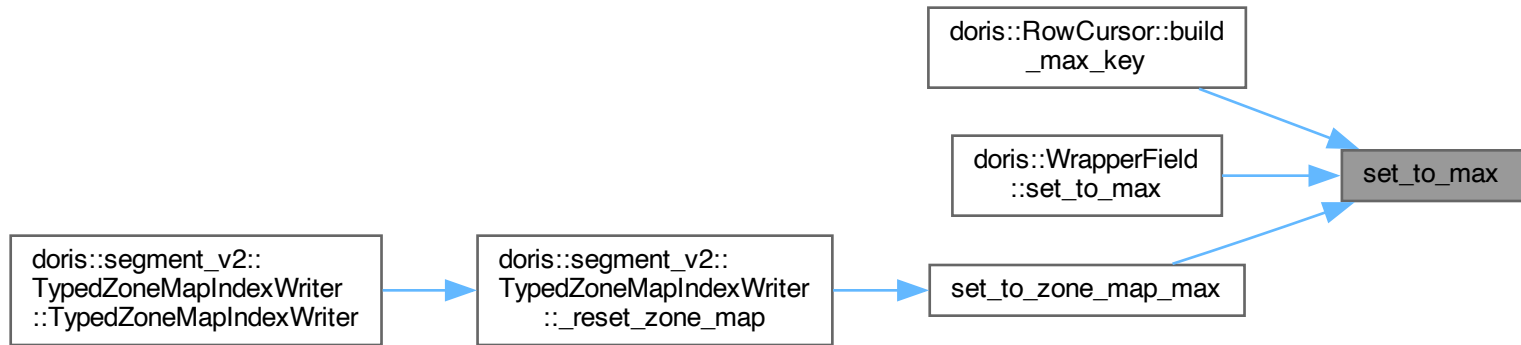 doris::RowCursor::build
_max_key
doris::WrapperField
::set_to_max
set_to_max
doris::segment_v2::
TypedZoneMapIndexWriter
::TypedZoneMapIndexWriter
doris::segment_v2::
TypedZoneMapIndexWriter
::_reset_zone_map
set_to_zone_map_max